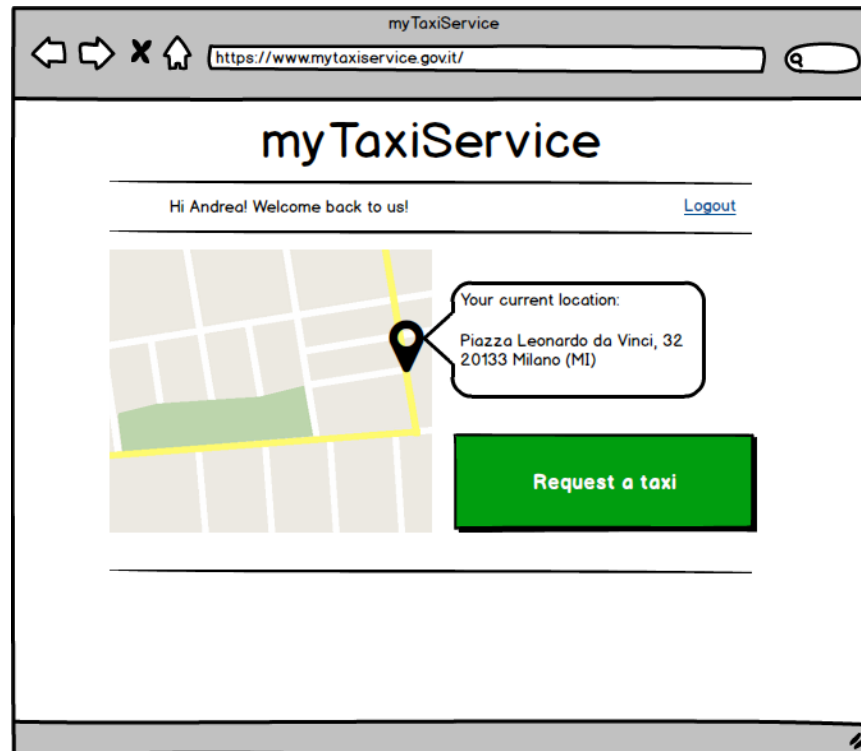 myTaxiService
https://www.mytaxiservice.gov.it/
myTaxiService
Hi Andrea! Welcome back to us!
Logout
Your current location:
Piazza Leonardo da Vinci, 32
20133 Milano (MI)
Request a taxi